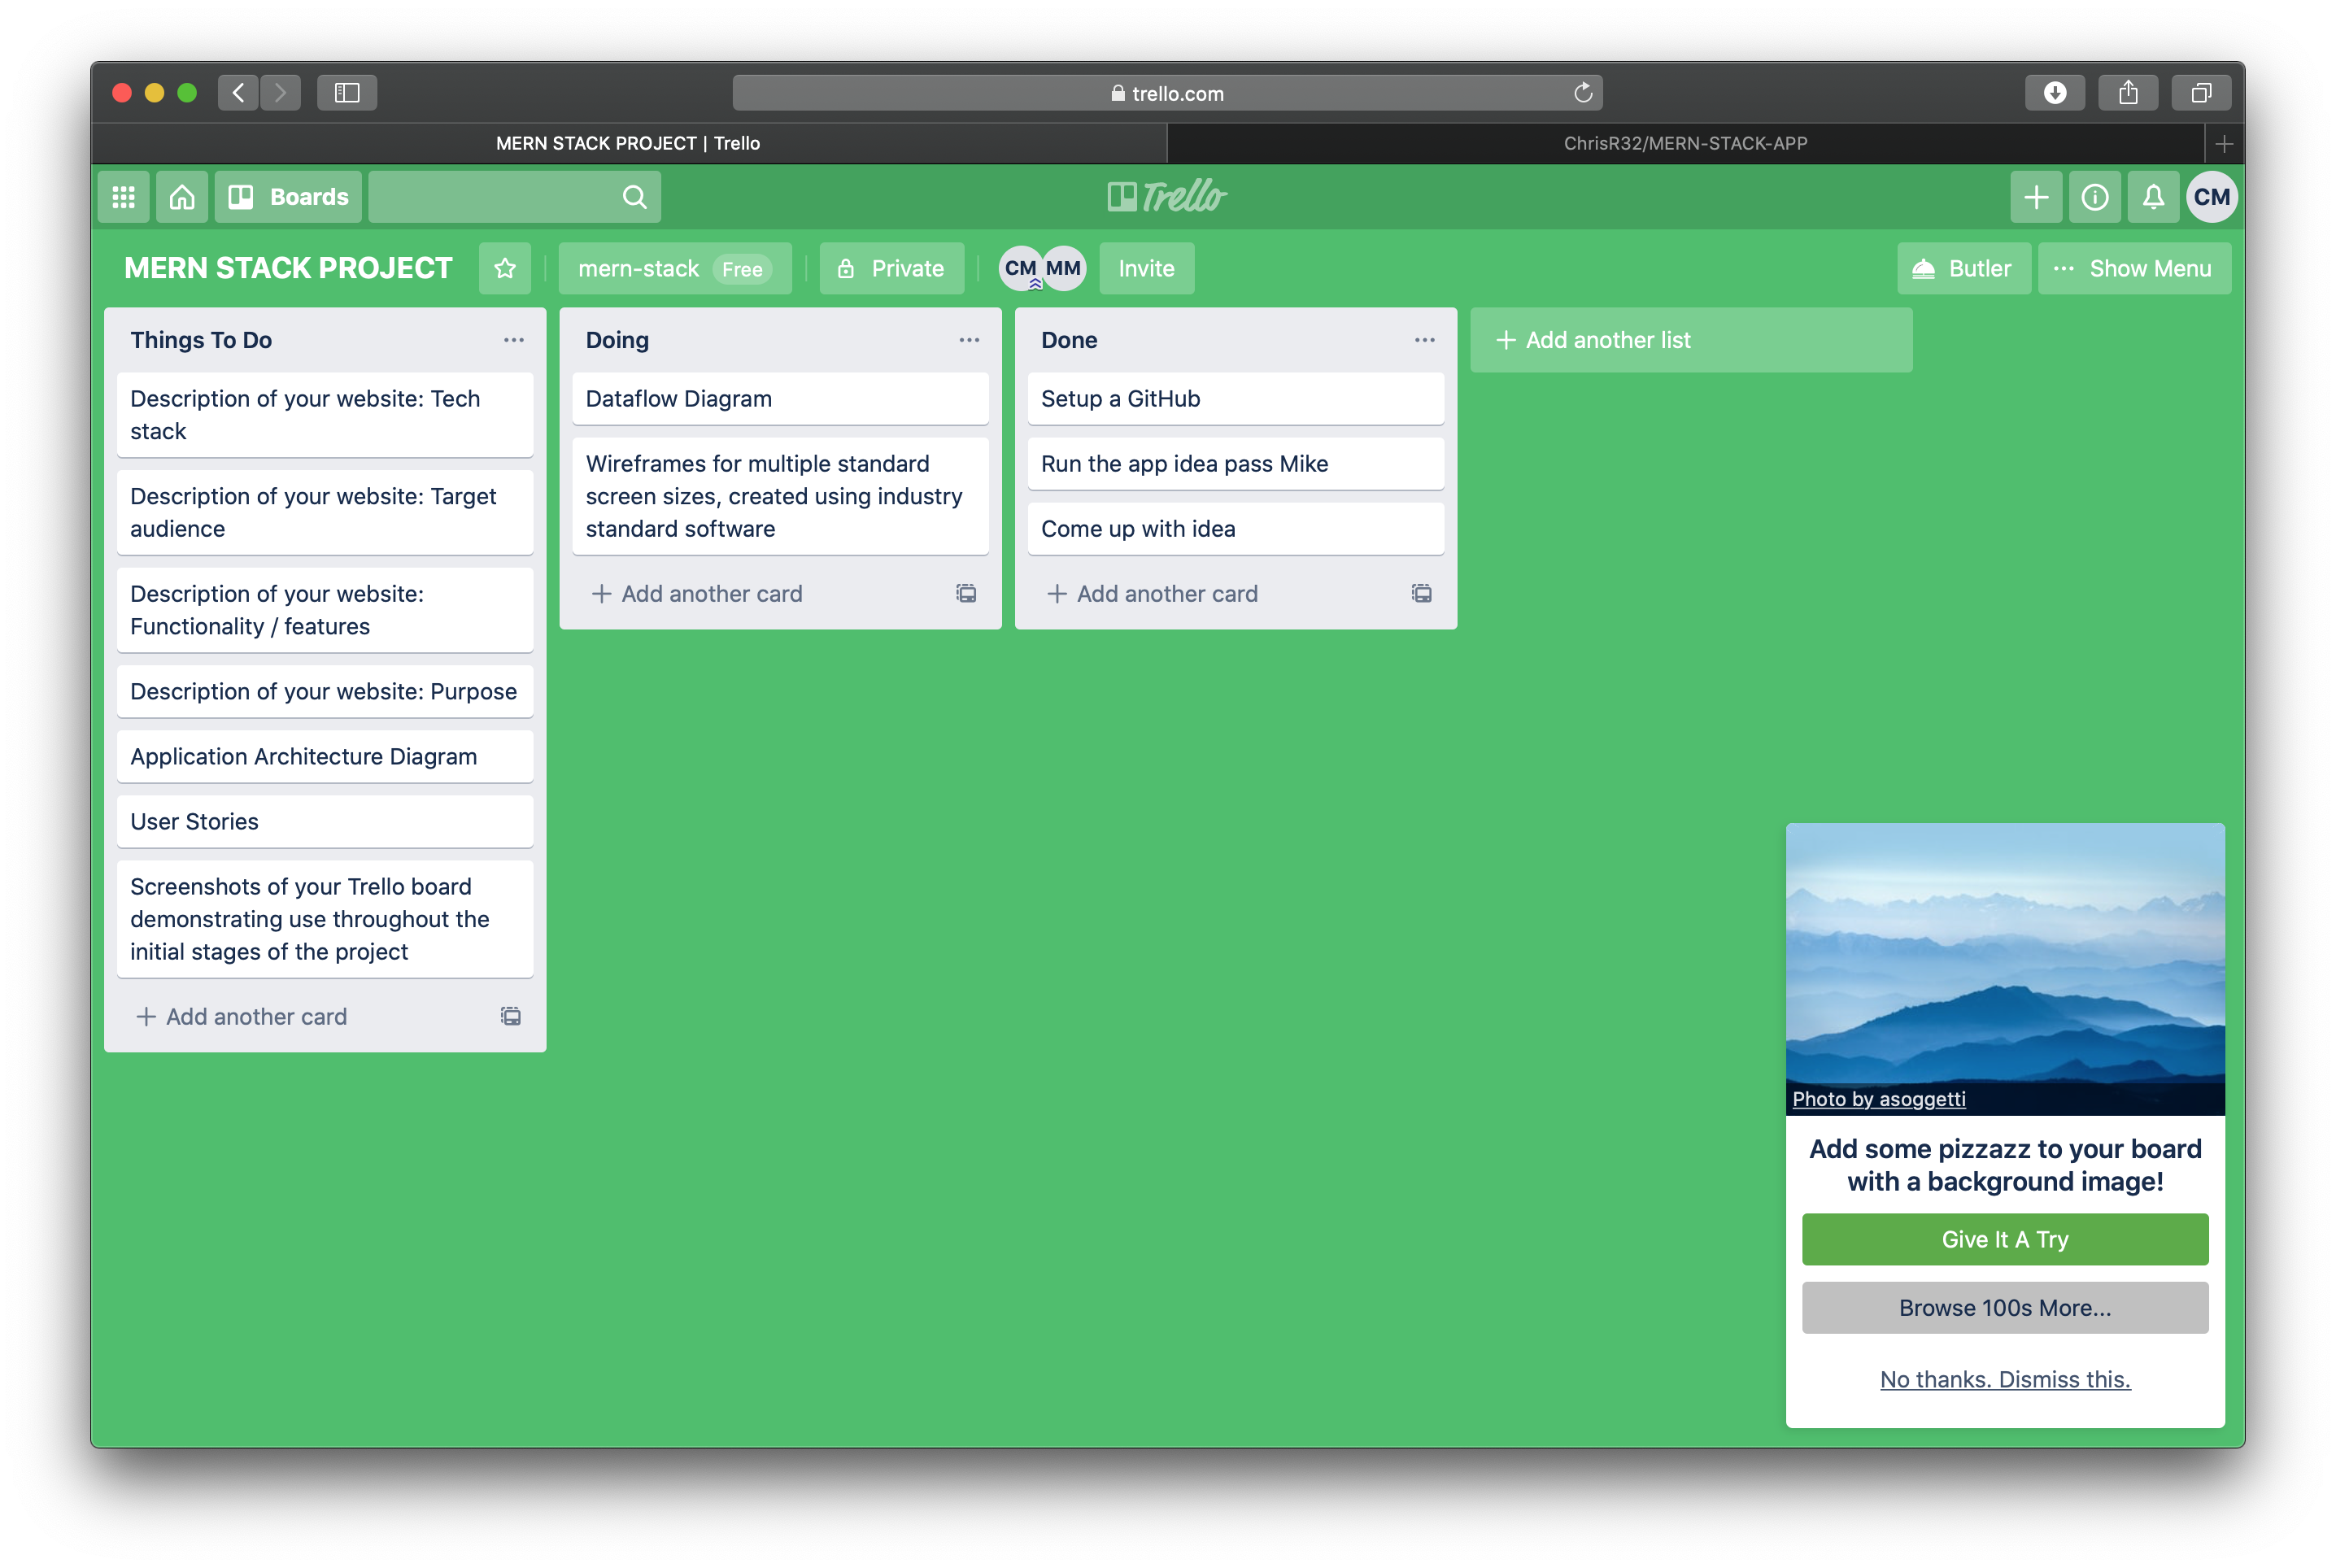 trello.com
MERN STACK PROJECT | Trello
ChrisR32/MERN-STACK-APP
Boards
Trello
CM
MERN STACK PROJECT
mern-stack Free
Private
CM MM
Invite
Butler
Show Menu
Things To Do
Description of your website: Tech
stack
Description of your website: Target
audience
Description of your website:
Functionality / features
Description of your website: Purpose
Application Architecture Diagram
User Stories
Screenshots of your Trello board
demonstrating use throughout the
initial stages of the project
Add another card
Doing
Dataflow Diagram
Wireframes for multiple standard
screen sizes, created using industry
standard software
Add another card
Done
Setup a GitHub
Run the app idea pass Mike
Come up with idea
Add another card
Add another list
Photo by asoggetti
Add some pizzazz to your board
with a background image!
Give It A Try
Browse 100s More...
No thanks. Dismiss this.